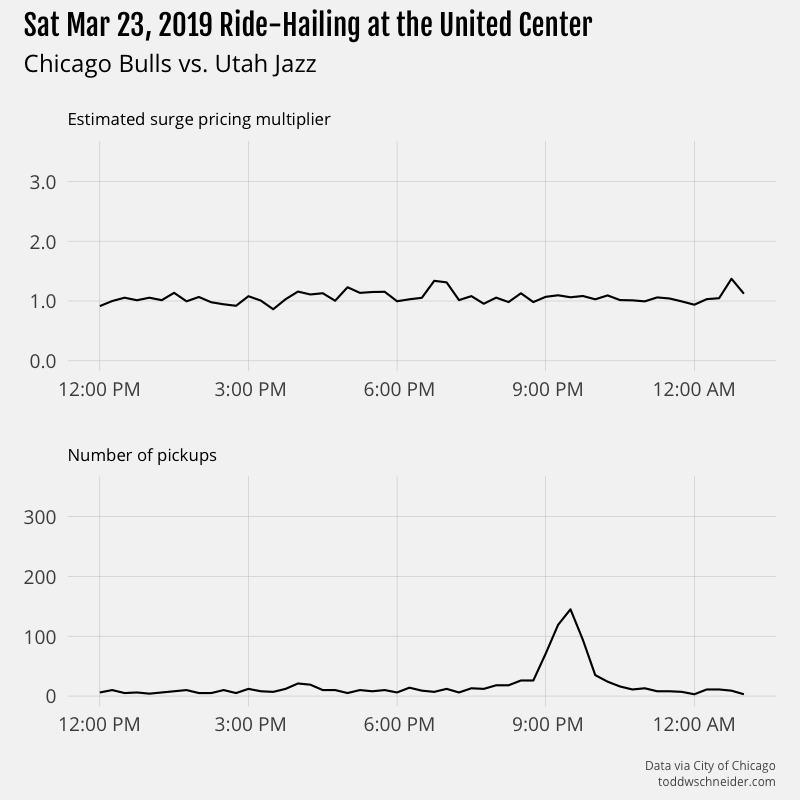 Sat Mar 23, 2019 Ride-Hailing at the United Center
Chicago Bulls vs. Utah Jazz
Estimated surge pricing multiplier
3.0
2.0
1.0
0.0
12:00 PM 3:00 PM 6:00 PM 9:00 PM 12:00 AM
Number of pickups
300
200
100
0
12:00 PM 3:00 PM 6:00 PM 9:00 PM 12:00 AM
Data via City of Chicago
toddwschneider.com